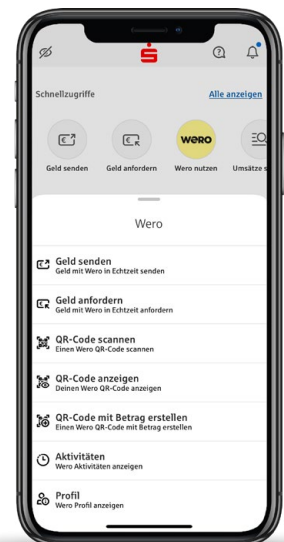 Schnellzugriffe
Alle anzeigen
wero
Geld senden
Geld anfordern
Wero nutzen
Umsätze s
Wero
Geld senden
Geld mit Wero in Echtzeit senden
Geld anfordern
Geld mit Wero in Echtzeit anfordern
QR-Code scannen
Einen Wero QR-Code scannen
QR-Code anzeigen
Deinen Wero QR-Code anzeigen
QR-Code mit Betrag erstellen
Einen Wero QR-Code mit Betrag erstellen
Aktivitäten
Wero Aktivitäten anzeigen
Profil
Wero Profil anzeigen